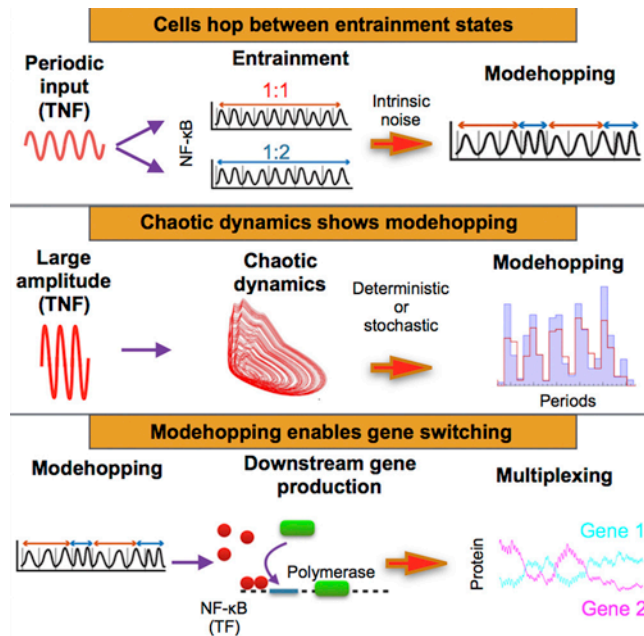 Cells hop between entrainment states
Periodic
input
(TNF)
Entrainment
NF-κB
1:1
1:2
Intrinsic
noise
Modehopping
Chaotic dynamics shows modehopping
Large
amplitude
(TNF)
Chaotic
dynamics
Deterministic
or
stochastic
Modehopping
Periods
Modehopping enables gene switching
Modehopping
Downstream gene
production
Polymerase
NF-κB
(TF)
Multiplexing
Protein
Gene 1
Gene 2